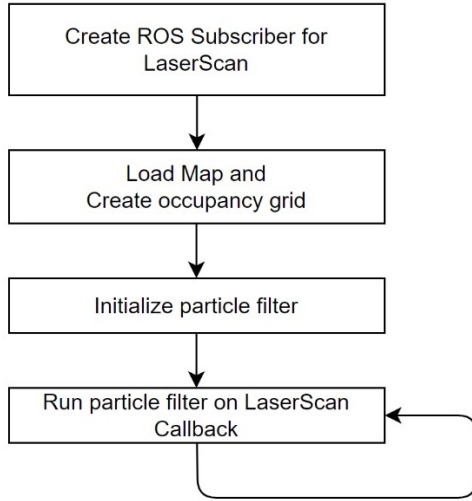 Create ROS Subscriber for
LaserScan
Load Map and
Create occupancy grid
Initialize particle filter
Run particle filter on LaserScan
Callback